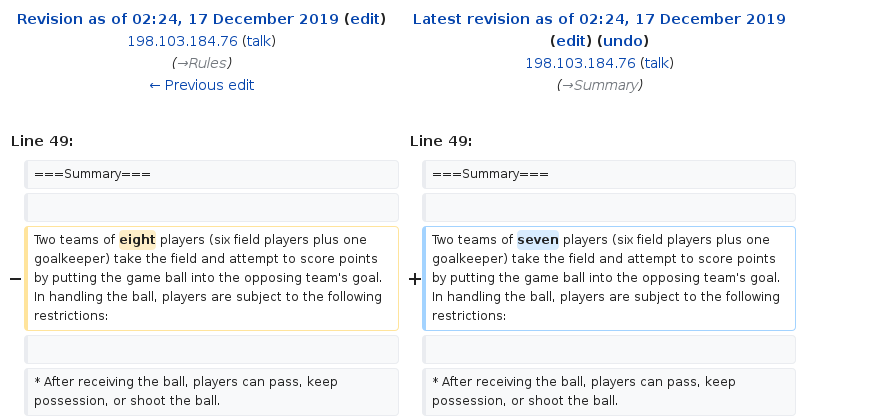 Revision as of 02:24, 17 December 2019 (edit)
198.103.184.76 (talk)
(→Rules)
← Previous edit
Latest revision as of 02:24, 17 December 2019
(edit) (undo)
198.103.184.76 (talk)
(→Summary)
Line 49:
Line 49:
===Summary===
===Summary===
− Two teams of eight players (six field players plus one
goalkeeper) take the field and attempt to score points
by putting the game ball into the opposing team's goal.
In handling the ball, players are subject to the following
restrictions:
+ Two teams of seven players (six field players plus one
goalkeeper) take the field and attempt to score points
by putting the game ball into the opposing team's goal.
In handling the ball, players are subject to the following
restrictions:
* After receiving the ball, players can pass, keep
possession, or shoot the ball.
* After receiving the ball, players can pass, keep
possession, or shoot the ball.